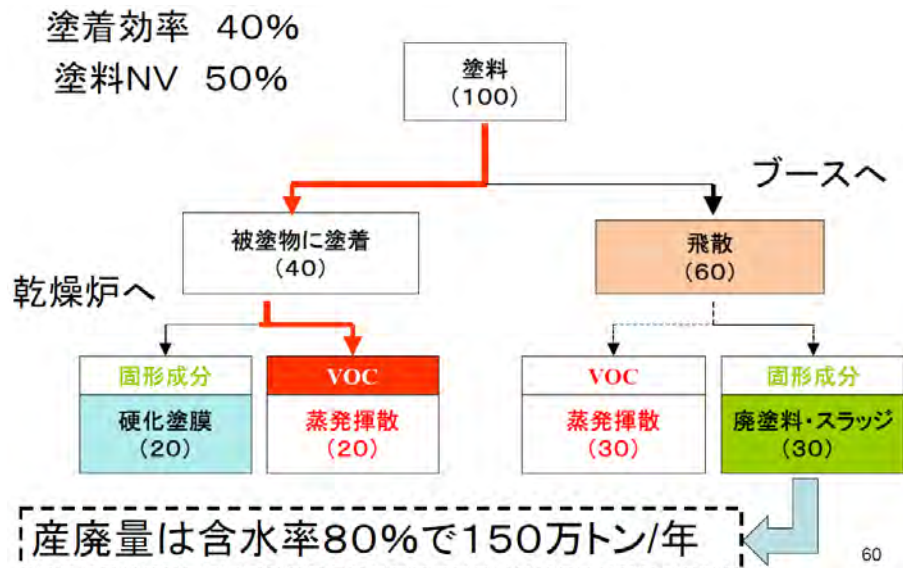 塗着効率 40%
塗料NV 50%
塗料
(100)
ブースへ
被塗物に塗着
(40)
飛散
(60)
乾燥炉へ
固形成分
硬化塗膜
(20)
VOC
蒸発揮散
(20)
VOC
蒸発揮散
(30)
固形成分
廃塗料・スラッジ
(30)
産廃量は含水率80%で150万トン/年
60